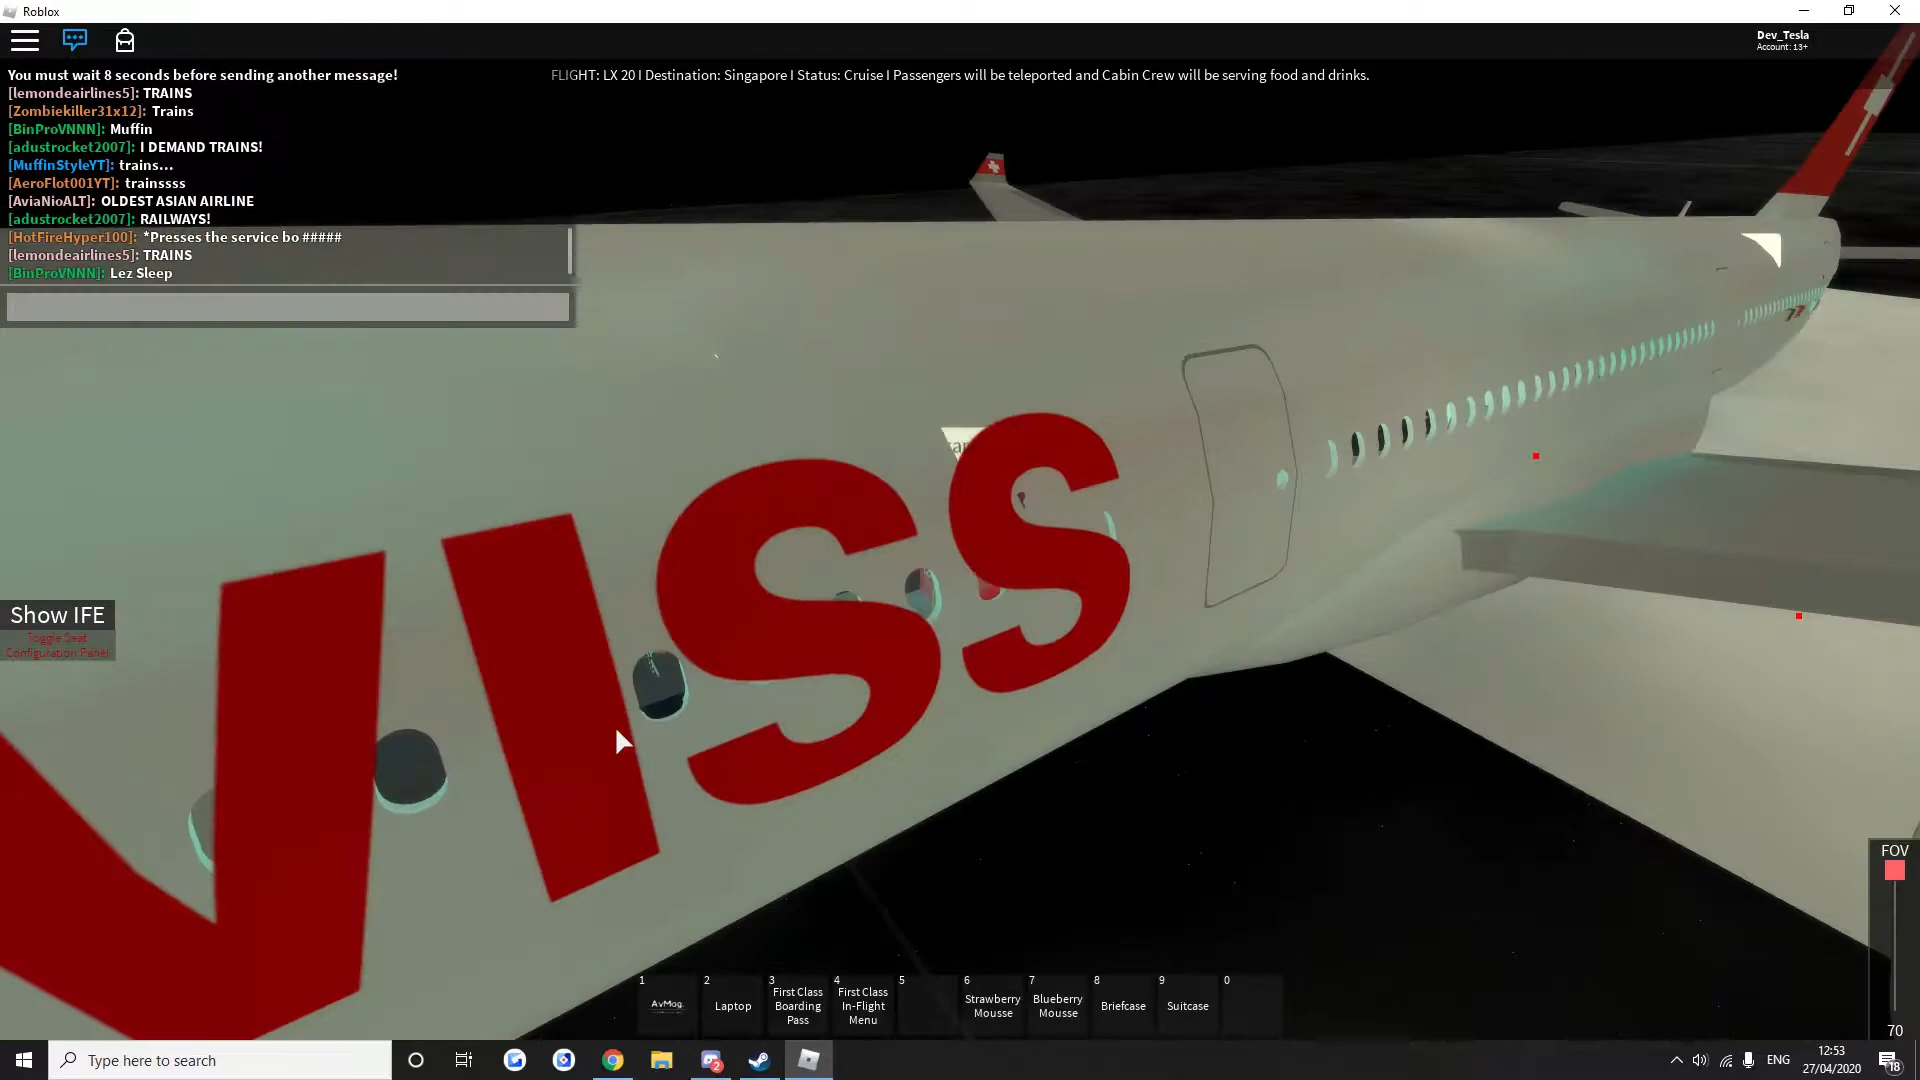 Roblox
Dev_Tesla
Account: 13+
You must wait 8 seconds before sending another message!
FLIGHT: LX 20 I Destination: Singapore I Status: Cruise I Passengers will be teleported and Cabin Crew will be serving food and drinks.
[lemondeairlines5]: TRAINS
[Zombiekiller31x12]: Trains
[BinProVNNN]: Muffin
[adustrocket2007]: I DEMAND TRAINS!
[MuffinStyleYT]: trains...
[AeroFlot001YT]: trainssss
[AviaNioALT]: OLDEST ASIAN AIRLINE
[adustrocket2007]: RAILWAYS!
[HotFireHyper100]: *Presses the service bo #####
[lemondeairlines5]: TRAINS
[BinProVNNN]: Lez Sleep
VISS
Show IFE
Toggle Seat
Configuration Panel
FOV
70
1 2 3 4 5 6 7 8 9 0
AvMag.
Laptop
First Class
Boarding
Pass
First Class
In-Flight
Menu
Strawberry
Mousse
Blueberry
Mousse
Briefcase
Suitcase
Type here to search
2
ENG
12:53
27/04/2020
18